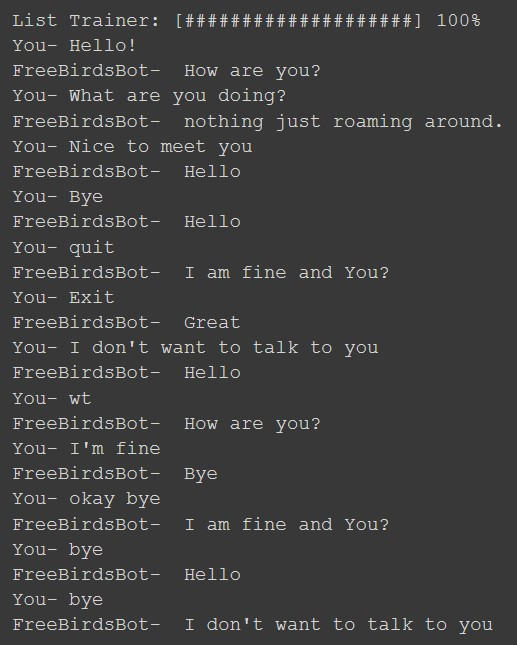 List Trainer: [####################] 100%
You- Hello!
FreeBirdsBot-  How are you?
You- What are you doing?
FreeBirdsBot-  nothing just roaming around.
You- Nice to meet you
FreeBirdsBot-  Hello
You- Bye
FreeBirdsBot-  Hello
You- quit
FreeBirdsBot-  I am fine and You?
You- Exit
FreeBirdsBot-  Great
You- I don't want to talk to you
FreeBirdsBot-  Hello
You- wt
FreeBirdsBot-  How are you?
You- I'm fine
FreeBirdsBot-  Bye
You- okay bye
FreeBirdsBot-  I am fine and You?
You- bye
FreeBirdsBot-  Hello
You- bye
FreeBirdsBot-  I don't want to talk to you